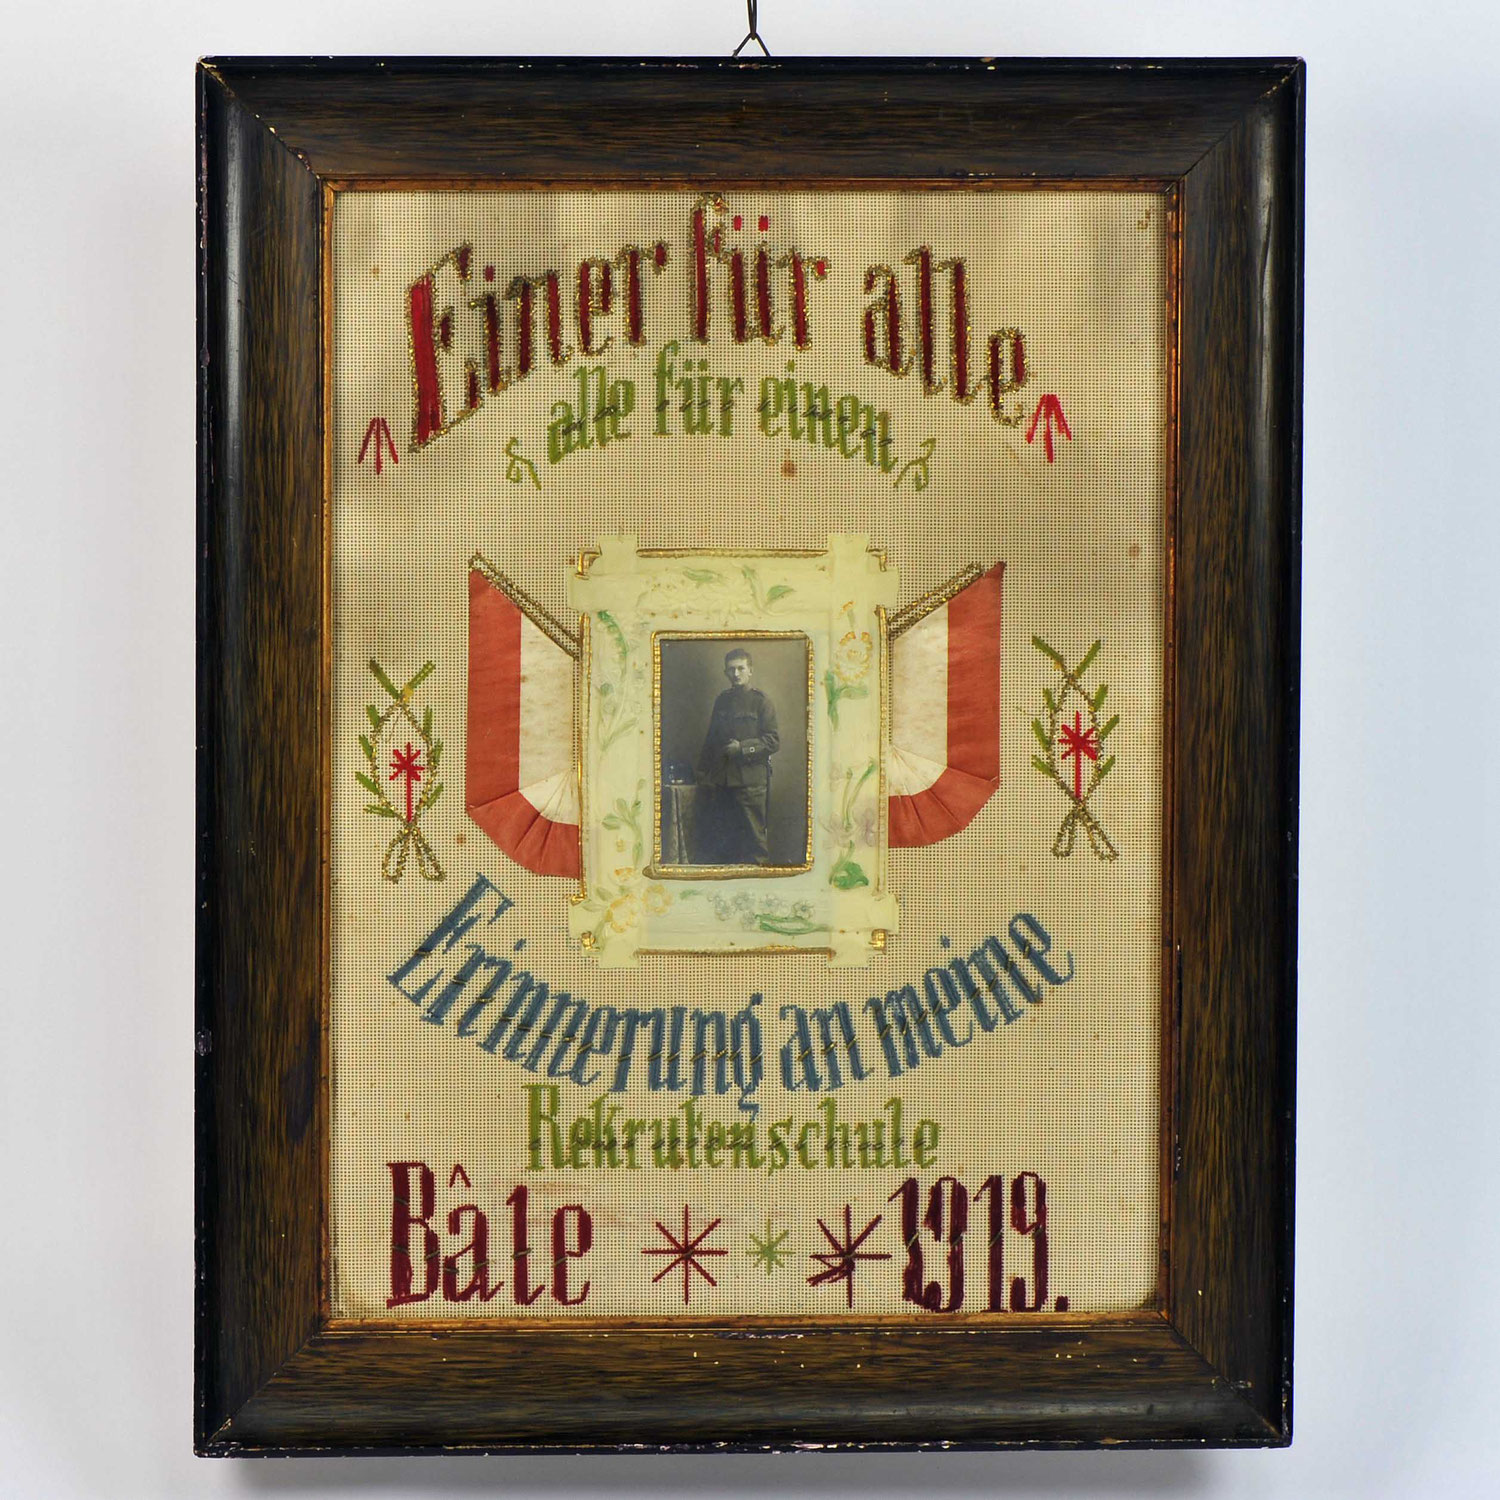 Einer für alle
alle für einen
Erinnerung an meine
Rekrutenschule
Bâle 1919.